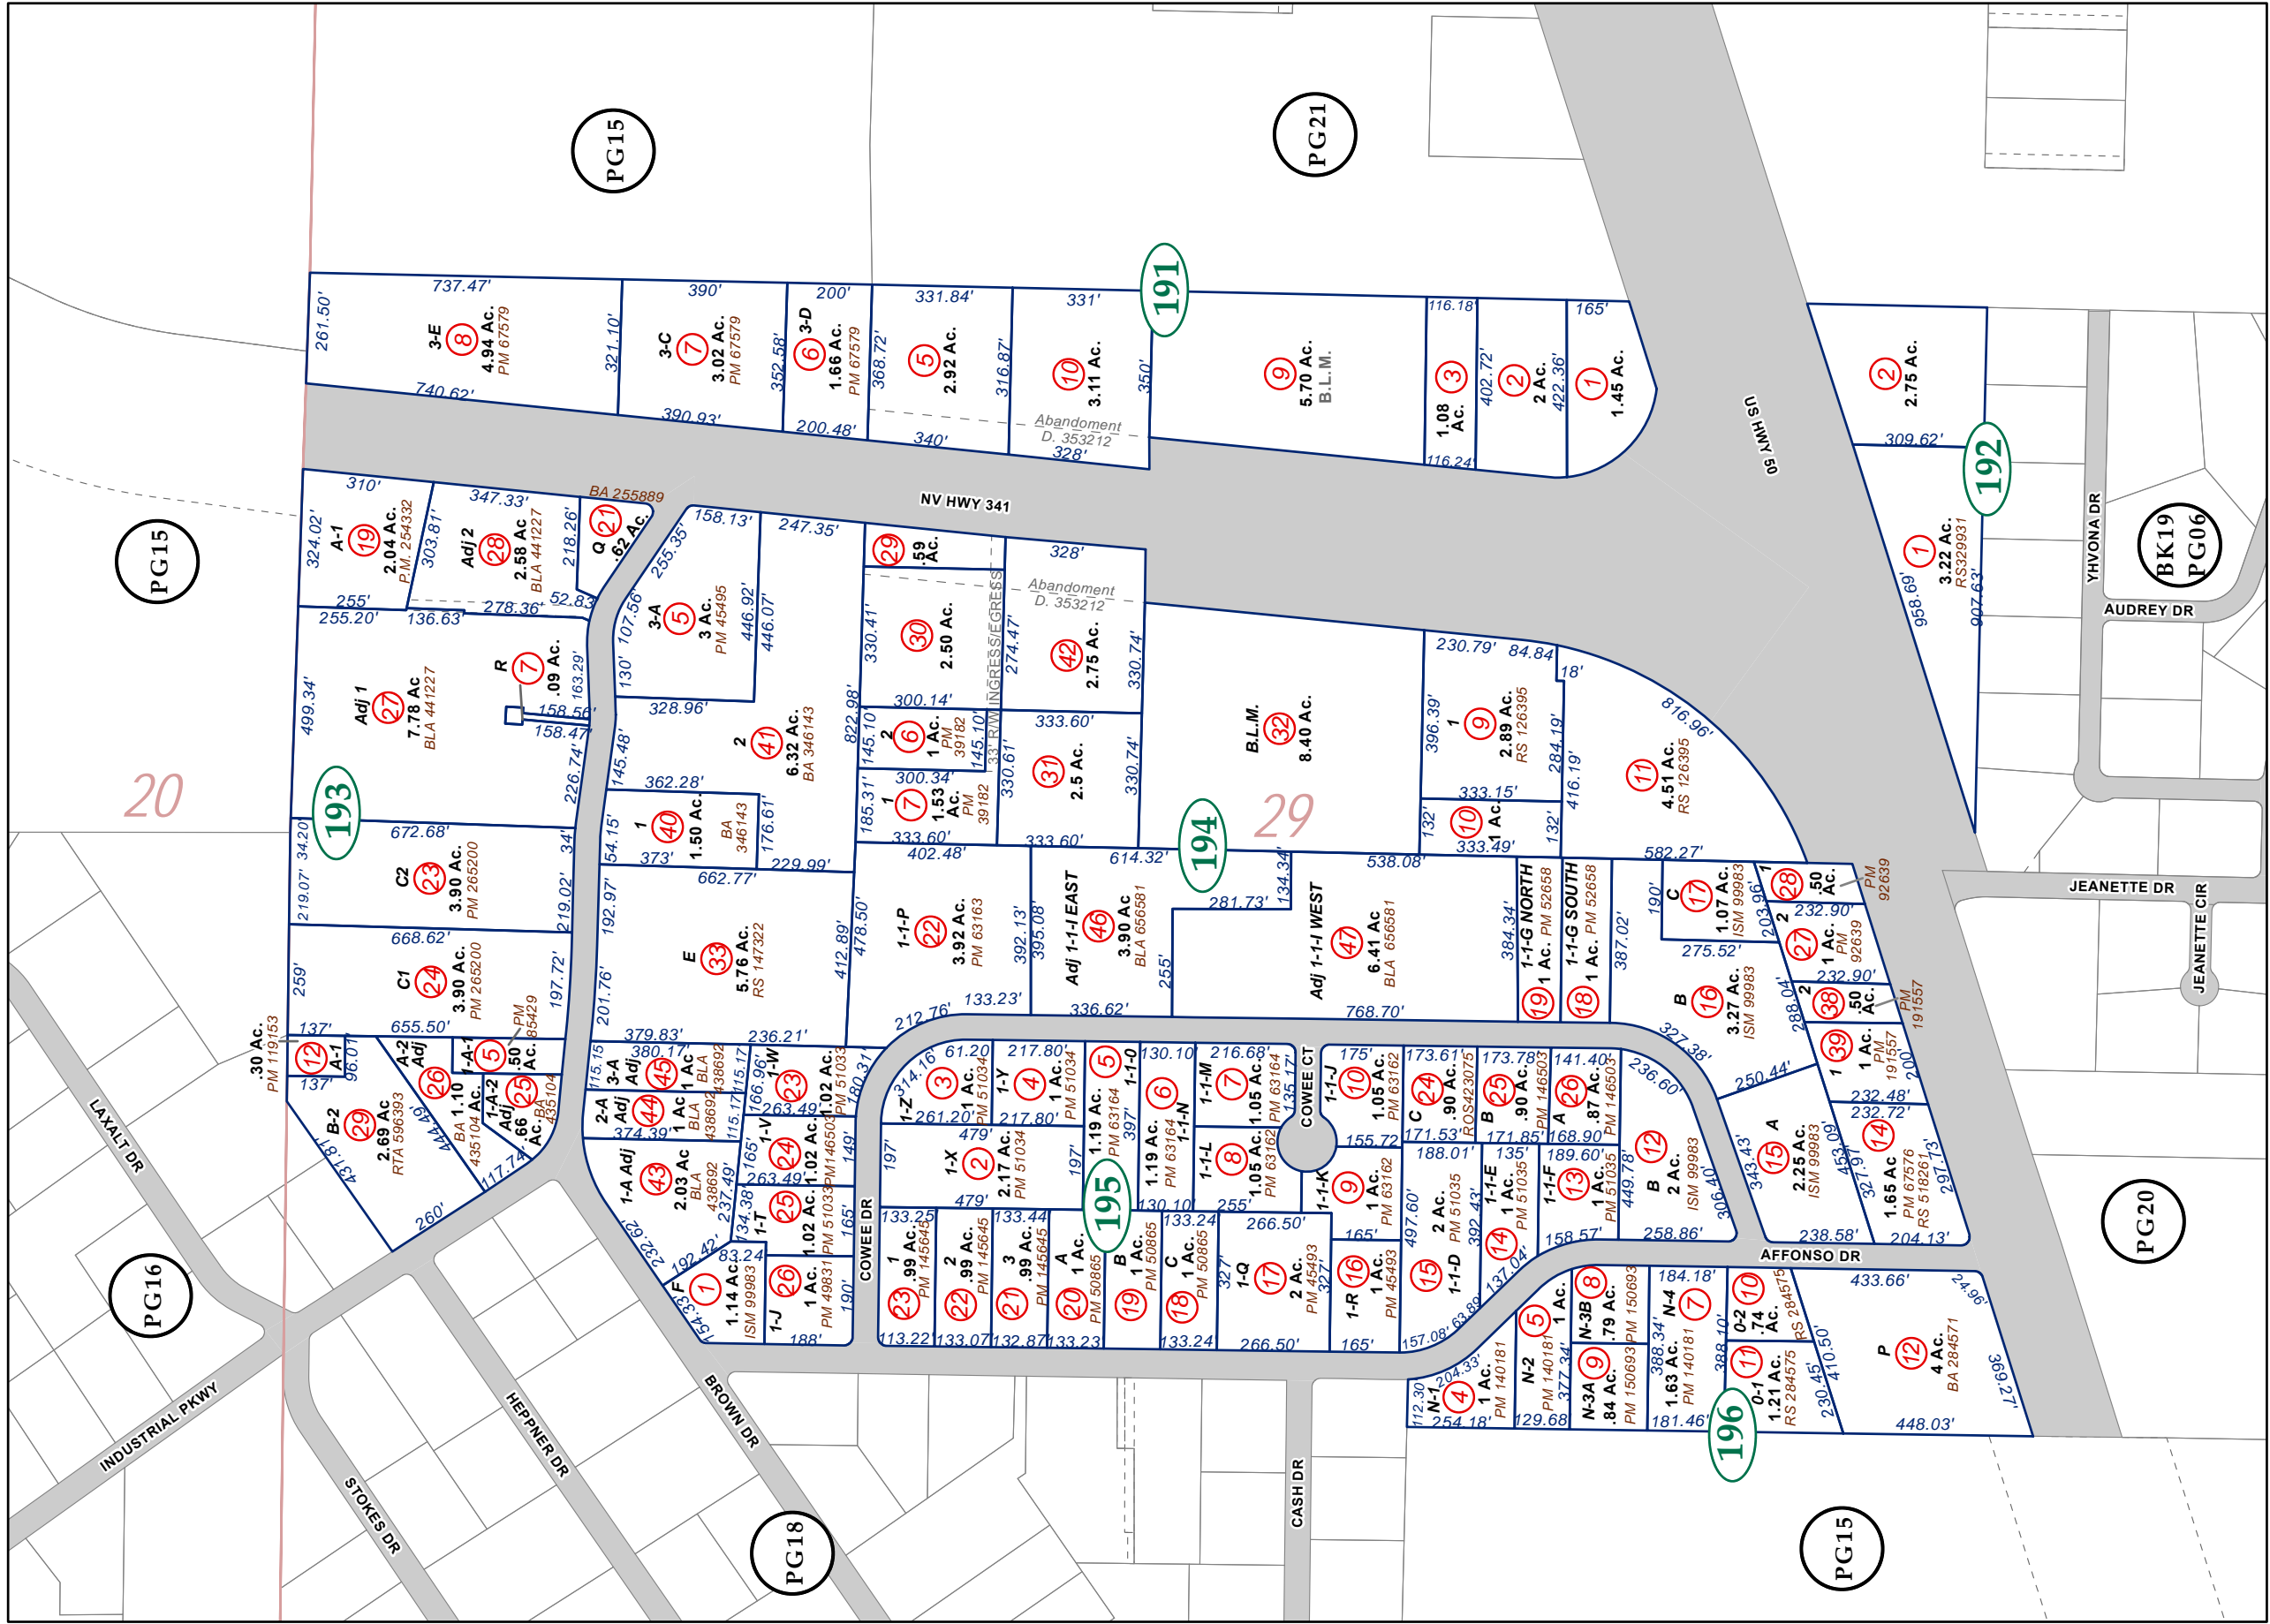 PG15
PG21
PG15
PG16
PG18
PG15
PG20
BK19
PG06
20
29
191
192
193
194
195
196
NV HWY 341
US HWY 50
YHVONA DR
AUDREY DR
JEANETTE DR
JEANETTE CIR
AFFONSO DR
COWEE DR
COWEE CT
CASH DR
BROWN DR
HEPPNER DR
STOKES DR
INDUSTRIAL PKWY
LAXALT DR
261.50'
737.47'
3-E
8
4.94 Ac.
PM 67579
740.62'
321.10'
390'
3-C
7
3.02 Ac.
PM 67579
390.93'
352.58'
200'
3-D
6
1.66 Ac.
PM 67579
200.48'
368.72'
331.84'
5
2.92 Ac.
340'
316.87'
331'
10
3.11 Ac.
Abandoment
D. 353212
328'
350'
9
5.70 Ac.
B.L.M.
116.18'
3
1.08
Ac.
116.24'
402.72'
2
2 Ac.
422.36'
165'
1
1.45 Ac.
2
2.75 Ac.
309.62'
1
3.22 Ac.
RS329931
958.69'
907.63'
310'
324.02'
A-1
19
2.04 Ac.
P.M. 254332
303.81'
255'
347.33'
Adj 2
28
2.58 Ac
BLA 441227
218.26'
278.36'
52.83'
BA 255889
Q
21
.62 Ac.
255.20'
136.63'
499.34'
Adj 1
27
7.78 Ac
BLA 441227
R
7
.09 Ac.
163.29'
158.56'
158.47'
226.74'
34.20'
219.07'
672.68'
C2
23
3.90 Ac.
PM 265200
34'
219.02'
668.62'
259'
C1
24
3.90 Ac.
PM 265200
197.72'
655.50'
.30 Ac.
PM 119153
137'
12
A-1
96.01'
137'
B-2
29
2.69 Ac
RTA 596393
431.81'
444.49'
A-2
Adj
26
BA 1.10
435104 Ac.
1-A-1
5
.50
Ac.
PM
85429
1-A-2
Adj
25
.66
Ac.
BA
435104
117.74'
260'
158.13'
255.35'
107.56'
3-A
5
3 Ac.
PM 45495
130'
446.92'
446.07'
247.35'
328.96'
2
41
6.32 Ac.
BA 346143
822.98'
145.48'
362.28'
1
40
1.50 Ac.
BA
346143
176.61'
54.15'
373'
229.99'
192.97'
662.77'
E
33
5.76 Ac.
RS 147322
412.89'
201.76'
379.83'
236.21'
29
.59
Ac.
30
2.50 Ac.
330.41'
300.14'
33' R/W INGRESS/EGRESS
274.47'
328'
Abandoment
D. 353212
42
2.75 Ac.
330.74'
145.10'
2
6
1 Ac.
PM
39182
145.10'
300.34'
185.31'
1
7
1.53
Ac.
PM
39182
333.60'
333.60'
330.61'
31
2.5 Ac.
330.74'
333.60'
B.L.M.
32
8.40 Ac.
230.79'
84.84'
18'
396.39'
1
9
2.89 Ac.
RS 126395
284.19'
333.15'
132'
10
1 Ac.
132'
333.49'
416.19'
11
4.51 Ac.
RS 126395
816.96'
402.48'
478.50'
1-1-P
22
3.92 Ac.
PM 63163
392.13'
212.76'
133.23'
614.32'
Adj 1-1-I EAST
46
3.90 Ac
BLA 656581
395.08'
336.62'
281.73'
134.34'
255'
538.08'
Adj 1-1-I WEST
47
6.41 Ac
BLA 656581
768.70'
384.34'
1-1-G NORTH
19
1 Ac. PM 52658
1-1-G SOUTH
18
1 Ac. PM 52658
387.02'
582.27'
190'
C
17
1.07 Ac.
ISM 99983
203.96'
275.52'
B
16
3.27 Ac.
ISM 99983
327.38'
288.04'
1
28
.50
Ac.
PM
92639
232.90'
2
27
1 Ac.
PM
92639
232.90'
2
38
.50
Ac.
PM
191557
1
39
1 Ac.
PM
191557
200'
232.48'
250.44'
A
15
2.25 Ac.
ISM 99983
343.43'
453.09'
238.58'
232.72'
14
1.65 Ac
PM 67576
RS 518261
327.97'
297.73'
204.13'
115.15'
3-A
Adj
380.17'
45
1 Ac
BLA
438692
115.17'
2-A
Adj
44
1 Ac
BLA
438692
115.17'
374.39'
1-A Adj
43
2.03 Ac
BLA
438692
237.49'
232.62'
192.42'
166.96'
1-W
23
1.02 Ac.
PM 51033
180.31'
263.49'
165'
1-V
24
1.02 Ac.
PM146503
149'
263.49'
134.38'
1-T
25
1.02 Ac.
PM 51033
165'
83.24'
F
1
1.14 Ac.
ISM 99983
154.33'
1-J
26
1 Ac.
PM 49831
190'
188'
314.16'
61.20'
1-Z
3
1 Ac.
PM 51034
261.20'
217.80'
1-Y
4
1 Ac.
PM 51034
217.80'
5
1-1-0
1.19 Ac.
PM 63164
397'
130.10'
6
1.19 Ac.
PM 63164
1-1-N
130.10'
216.68'
1-1-M
7
1.05 Ac.
PM 63164
135.17'
1-1-L
8
1.05 Ac.
PM 63162
255'
197'
479'
1-X
2
2.17 Ac.
PM 51034
197'
479'
133.25'
1
23
.99 Ac.
PM 145645
113.22'
2
22
.99 Ac.
PM 145645
133.07'
133.44'
3
21
.99 Ac.
PM 145645
132.87'
A
20
1 Ac.
PM 50865
133.23'
B
19
1 Ac.
PM 50865
133.24
C
18
1 Ac.
PM 50865
133.24
266.50'
327'
1-Q
17
2 Ac.
PM 45493
327'
266.50'
175'
1-1-J
10
1.05 Ac.
PM 63162
155.72
1-1-K
9
1 Ac.
PM 63162
165'
1-R
16
1 Ac.
PM 45493
165'
173.61'
C
24
.90 Ac.
ROS423075
171.53'
173.78'
B
25
.90 Ac.
PM 146503
171.85'
141.40'
A
26
.87 Ac.
PM 146503
168.90'
236.60'
188.01'
497.60'
15
2 Ac.
PM 51035
1-1-D
392.43'
157.08'
63.89'
135'
1-1-E
14
1 Ac.
PM 51035
137.04'
189.60'
1-1-F
13
1 Ac.
PM 51035
158.57'
449.78'
B
12
2 Ac.
ISM 99983
306.40'
258.86'
112.30'
N-1
4
1 Ac.
PM 140181
204.33'
254.18'
N-2
5
1 Ac.
PM 140181
377.34'
129.68'
N-3B
8
.79 Ac.
PM 150693
N-3A
9
.84 Ac.
PM 150693
184.18'
N-4
7
388.34'
1.63 Ac.
PM 140181
388.10'
181.46'
0-2
10
.74
Ac.
RS 284575
0-1
11
1.21 Ac.
RS 284575
230.45'
410.50'
433.66'
24.96'
P
12
4 Ac.
BA 284571
369.27'
448.03'